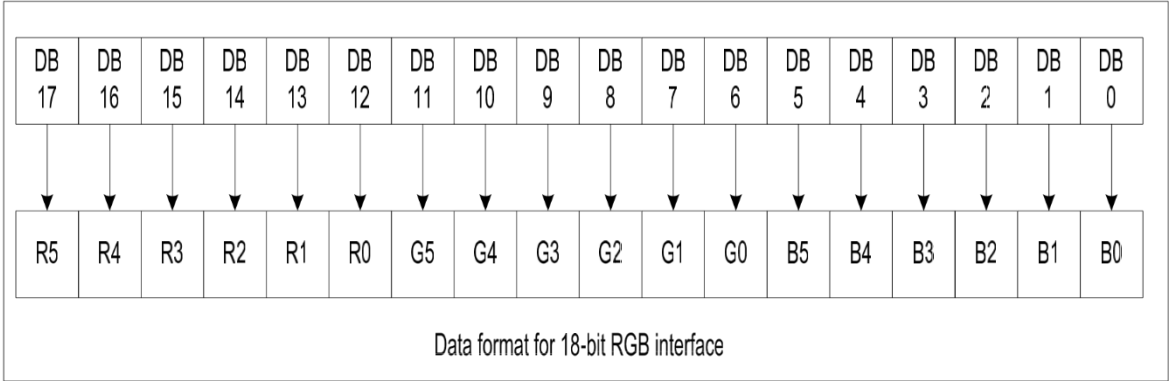 DB DB DB DB DB DB DB DB DB DB DB DB DB DB DB DB DB DB
17 16 15 14 13 12 11 10 9 8 7 6 5 4 3 2 1 0
R5 R4 R3 R2 R1 R0 G5 G4 G3 G2 G1 G0 B5 B4 B3 B2 B1 B0
Data format for 18-bit RGB interface